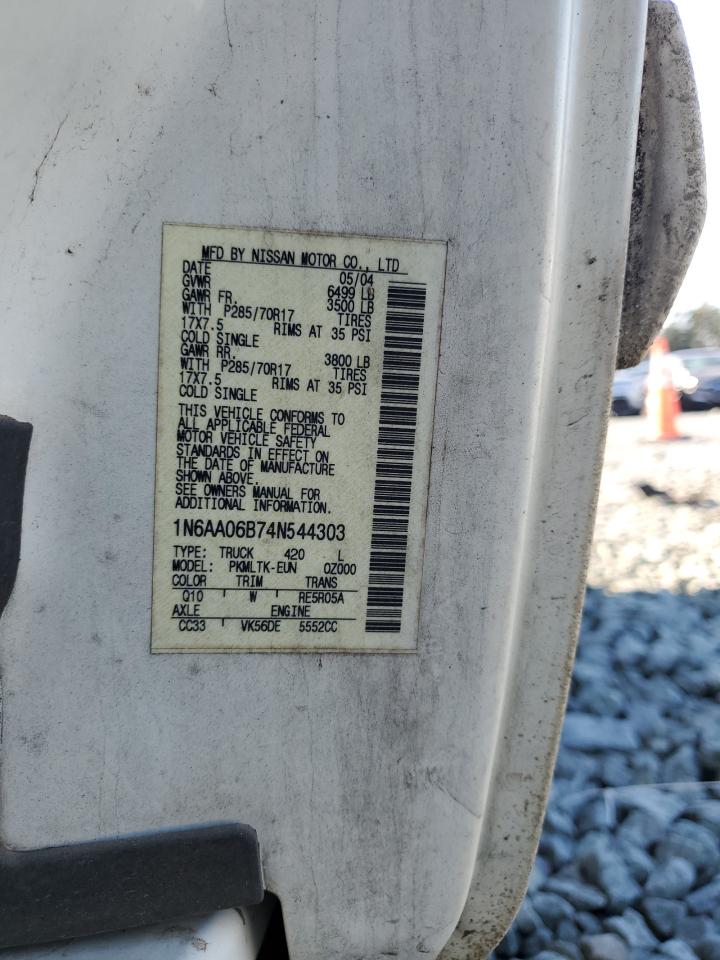 MFD BY NISSAN MOTOR CO., LTD
DATE 05/04
GVWR 6499 LB
GAWR FR. 3500 LB
WITH P285/70R17 TIRES
17X7.5 RIMS AT 35 PSI
COLD SINGLE
GAWR RR. 3800 LB
WITH P285/70R17 TIRES
17X7.5 RIMS AT 35 PSI
COLD SINGLE
THIS VEHICLE CONFORMS TO
ALL APPLICABLE FEDERAL
MOTOR VEHICLE SAFETY
STANDARDS IN EFFECT ON
THE DATE OF MANUFACTURE
SHOWN ABOVE.
SEE OWNERS MANUAL FOR
ADDITIONAL INFORMATION.
1N6AA06B74N544303
TYPE: TRUCK 420 L
MODEL: PKMLTK-EUN 0Z000
COLOR TRIM TRANS
Q10 W RE5R05A
AXLE ENGINE
CC33 VK56DE 5552CC